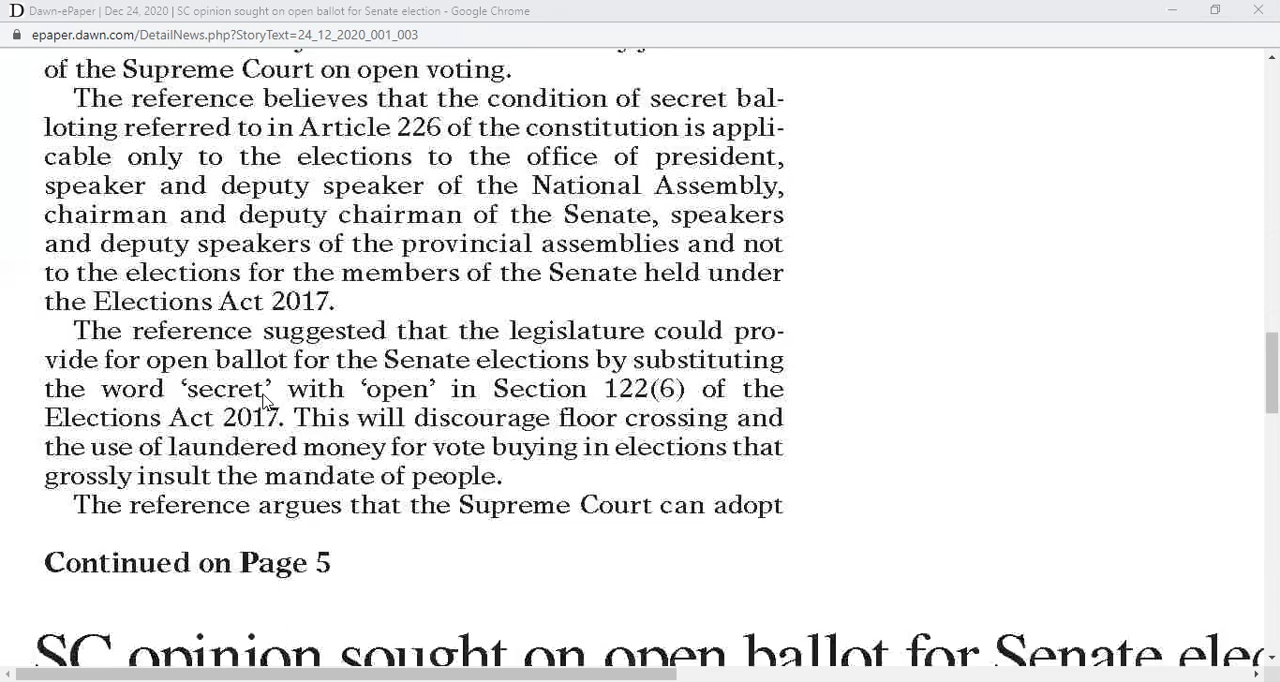 Dawn-ePaper | Dec 24, 2020 | SC opinion sought on open ballot for Senate election - Google Chrome
epaper.dawn.com/DetailNews.php?StoryText=24_12_2020_001_003
of the Supreme Court on open voting.
The reference believes that the condition of secret bal-
loting referred to in Article 226 of the constitution is appli-
cable only to the elections to the office of president,
speaker and deputy speaker of the National Assembly,
chairman and deputy chairman of the Senate, speakers
and deputy speakers of the provincial assemblies and not
to the elections for the members of the Senate held under
the Elections Act 2017.
The reference suggested that the legislature could pro-
vide for open ballot for the Senate elections by substituting
the word ‘secret’ with ‘open’ in Section 122(6) of the
Elections Act 2017. This will discourage floor crossing and
the use of laundered money for vote buying in elections that
grossly insult the mandate of people.
The reference argues that the Supreme Court can adopt
Continued on Page 5
SC opinion sought on open ballot for Senate elec